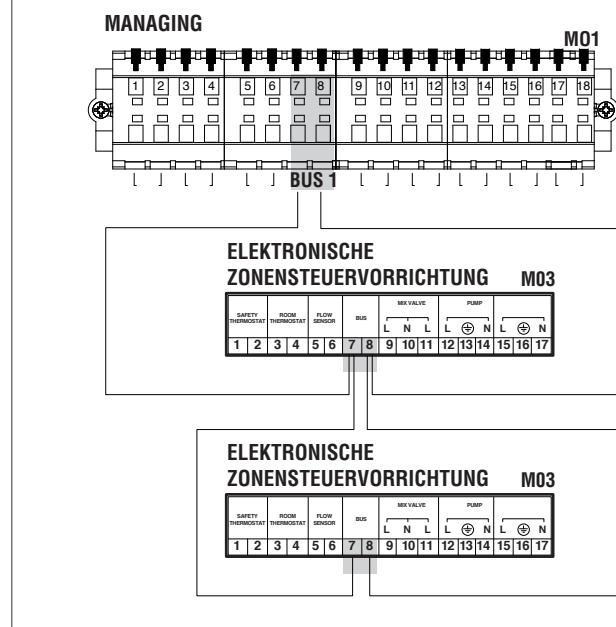 MANAGING
M01
1 2 3 4 5 6 7 8 9 10 11 12 13 14 15 16 17 18
BUS 1
ELEKTRONISCHE
ZONENSTEUERVORRICHTUNG M03
SAFETY THERMOSTAT ROOM THERMOSTAT FLOW SENSOR BUS MIX VALVE PUMP
L N L L N L N
1 2 3 4 5 6 7 8 9 10 11 12 13 14 15 16 17
ELEKTRONISCHE
ZONENSTEUERVORRICHTUNG M03
SAFETY THERMOSTAT ROOM THERMOSTAT FLOW SENSOR BUS MIX VALVE PUMP
L N L L N L N
1 2 3 4 5 6 7 8 9 10 11 12 13 14 15 16 17